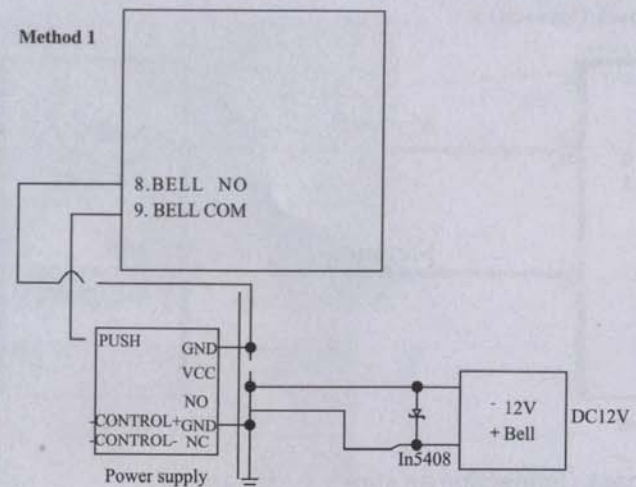 Method 1
8.BELL NO
9. BELL COM
PUSH
GND
VCC
NO
-CONTROL+
GND
-CONTROL-
NC
Power supply
- 12V
+ Bell
DC12V
In5408